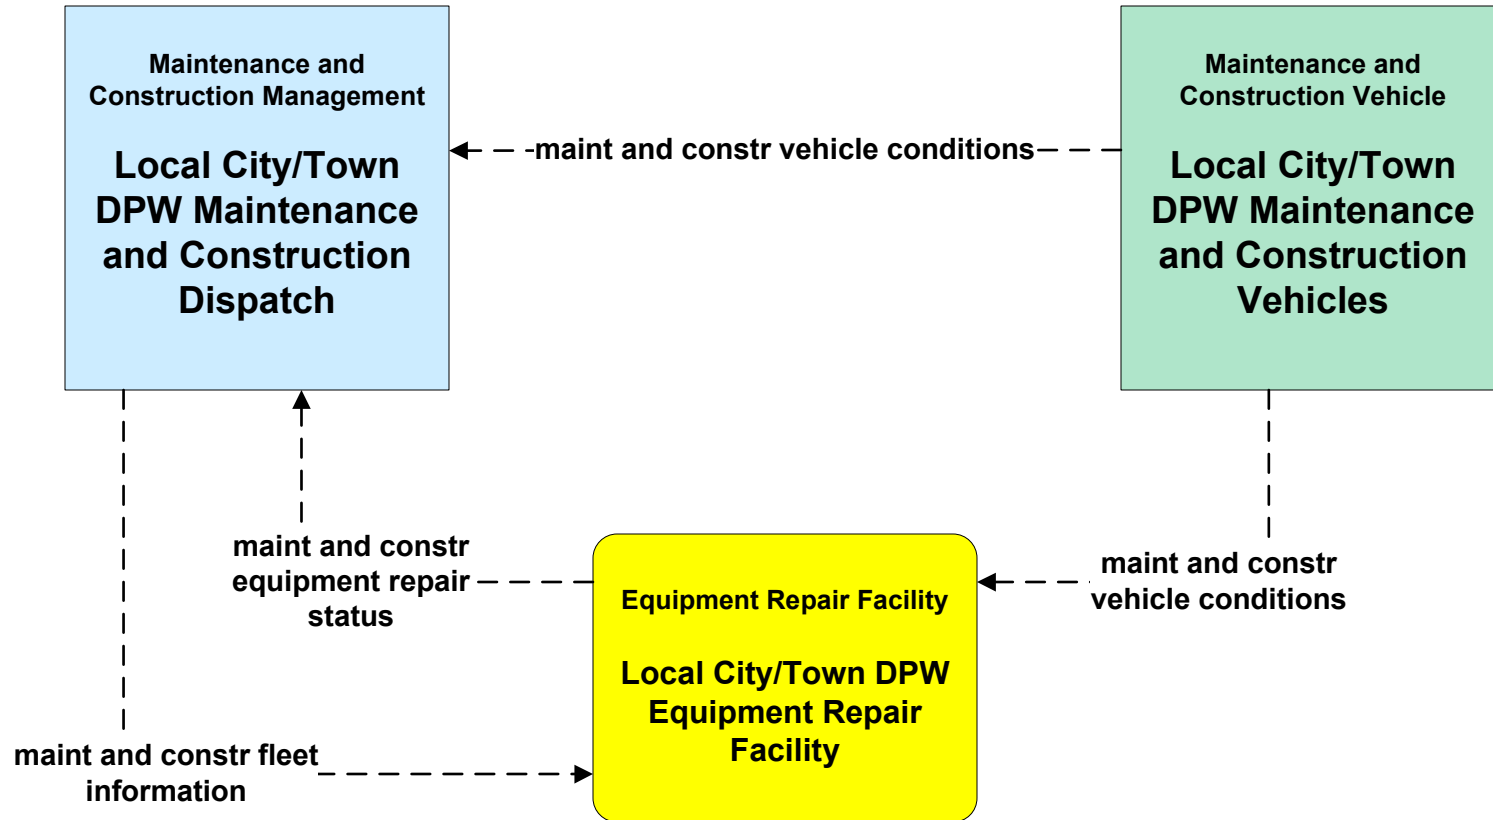 Maintenance and
Construction Management
Local City/Town
DPW Maintenance
and Construction
Dispatch
maint and constr vehicle conditions
Maintenance and
Construction Vehicle
Local City/Town
DPW Maintenance
and Construction
Vehicles
maint and constr
equipment repair
status
Equipment Repair Facility
Local City/Town DPW
Equipment Repair
Facility
maint and constr
vehicle conditions
maint and constr fleet
information